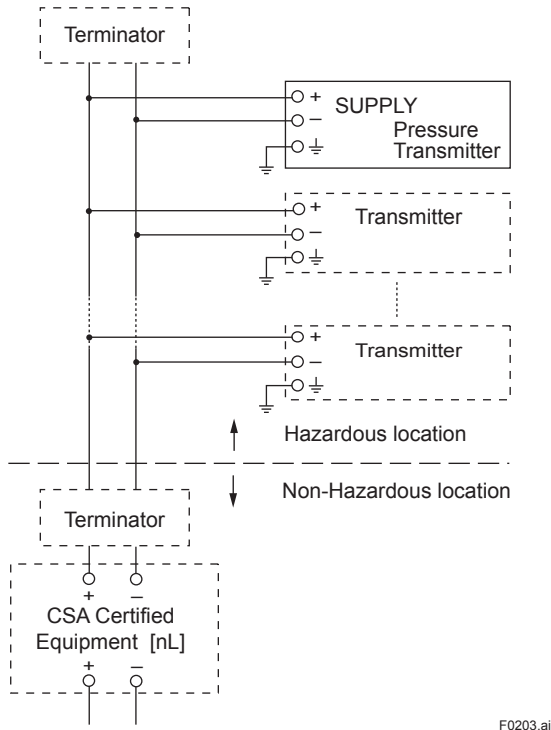 Terminator
+
SUPPLY
−
Pressure
Transmitter
+
Transmitter
−
+
Transmitter
−
Hazardous location
Non-Hazardous location
Terminator
+ −
CSA Certified
Equipment [nL]
+ −
F0203.ai